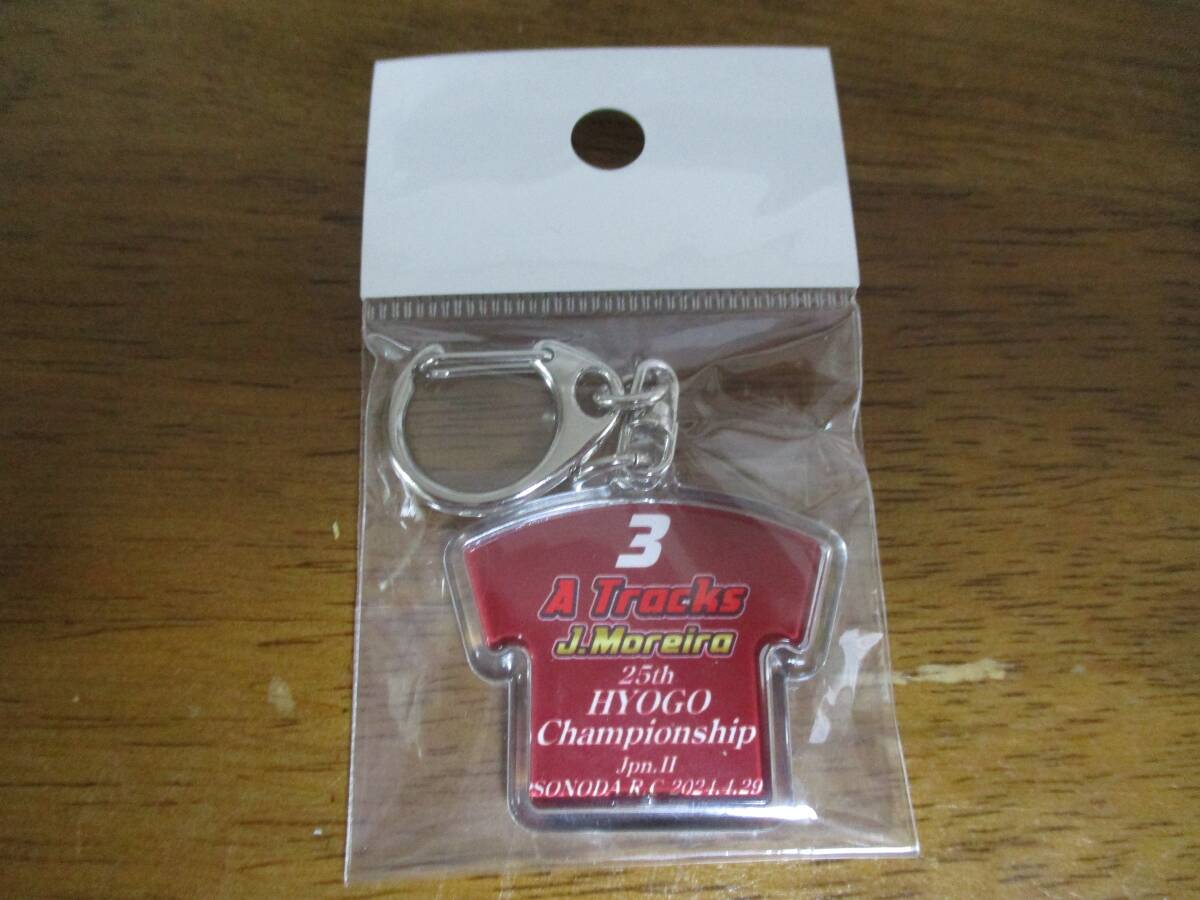 3
A Tracks
J.Moreira
25th
HYOGO
Championship
Jpn.II
SONODA R.C 2024.4.29